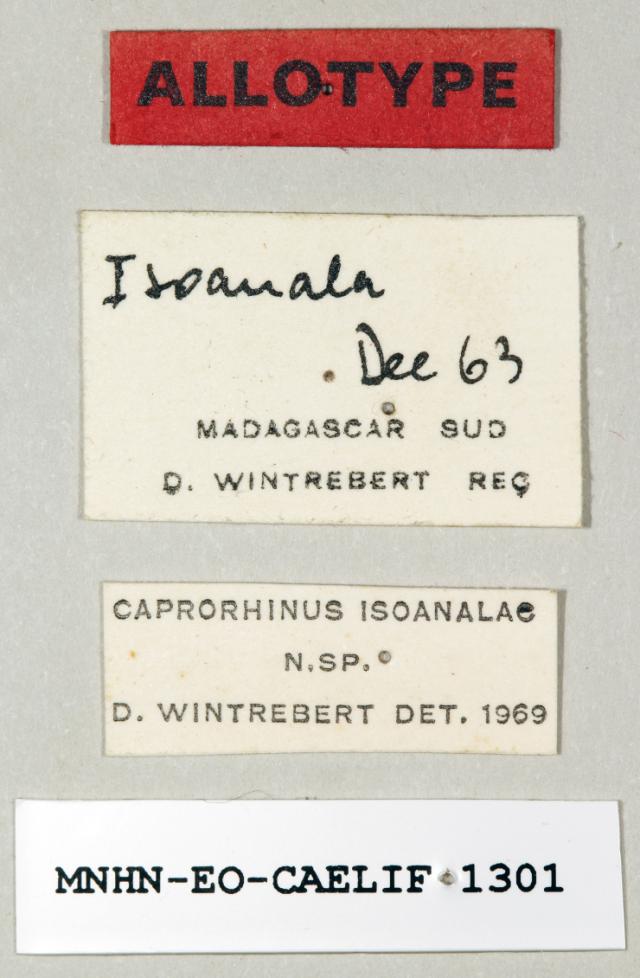 ALLOTYPE
Isoanala
Dec 63
MADAGASCAR SUD
D. WINTREBERT REÇ
CAPRORHINUS ISOANALAe
N.SP.
D. WINTREBERT DET. 1969
MNHN-EO-CAELIF 1301